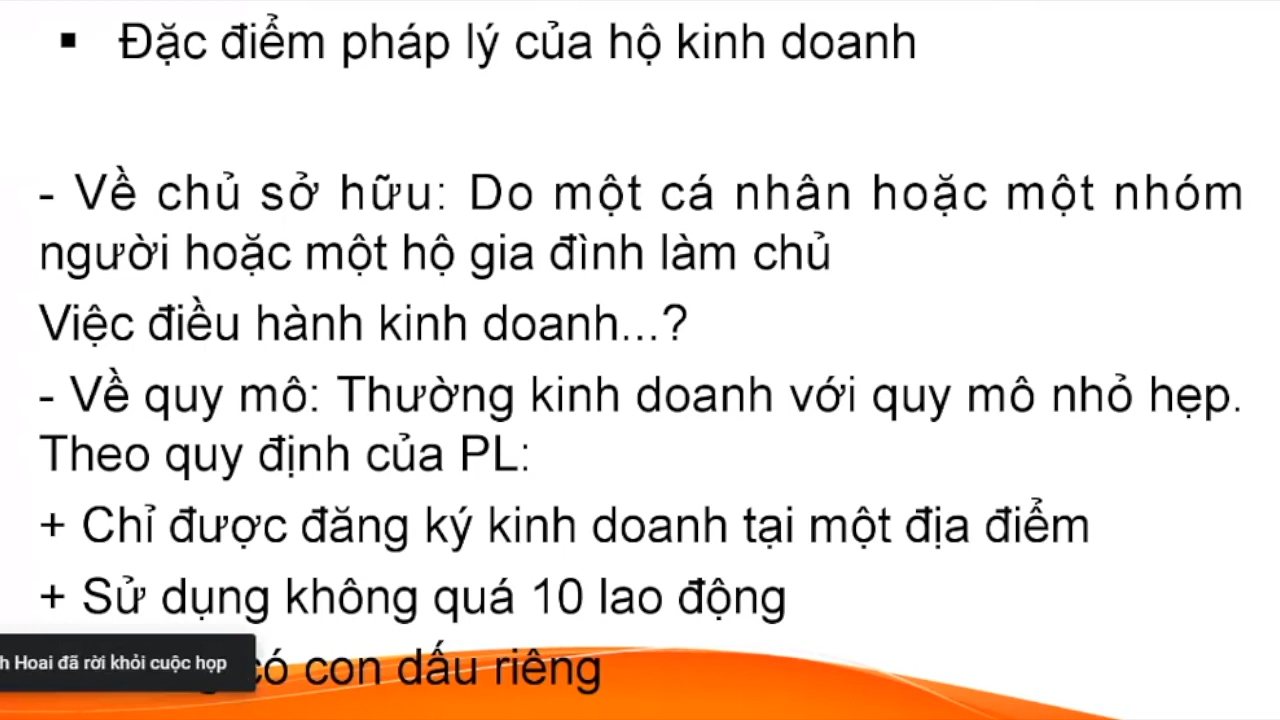 ▪ Đặc điểm pháp lý của hộ kinh doanh
- Về chủ sở hữu: Do một cá nhân hoặc một nhóm
người hoặc một hộ gia đình làm chủ
Việc điều hành kinh doanh...?
- Về quy mô: Thường kinh doanh với quy mô nhỏ hẹp.
Theo quy định của PL:
+ Chỉ được đăng ký kinh doanh tại một địa điểm
+ Sử dụng không quá 10 lao động
có con dấu riêng
h Hoai đã rời khỏi cuộc họp